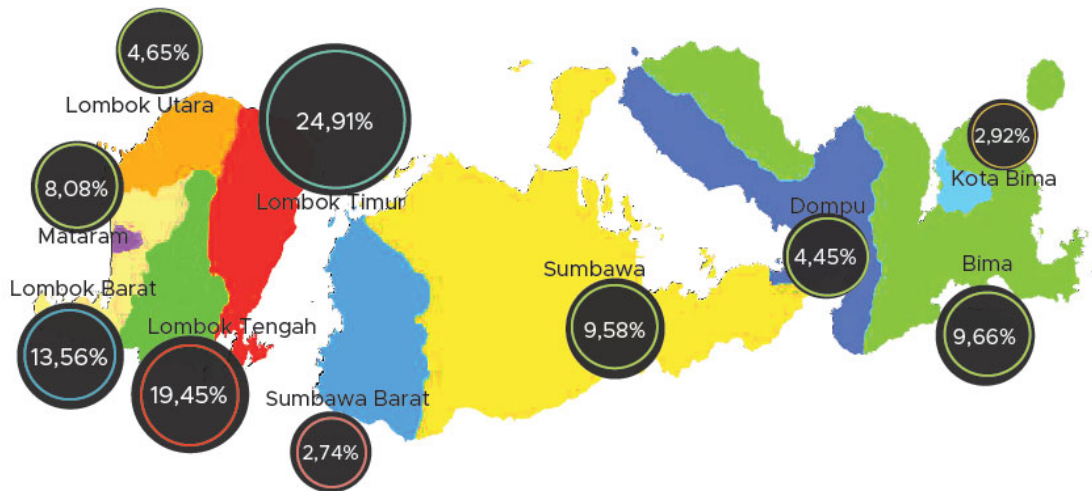 4,65%
Lombok Utara
24,91%
Lombok Timur
8,08%
Mataram
Lombok Barat
13,56%
Lombok Tengah
19,45%
Sumbawa Barat
2,74%
Sumbawa
9,58%
Dompu
4,45%
2,92%
Kota Bima
Bima
9,66%